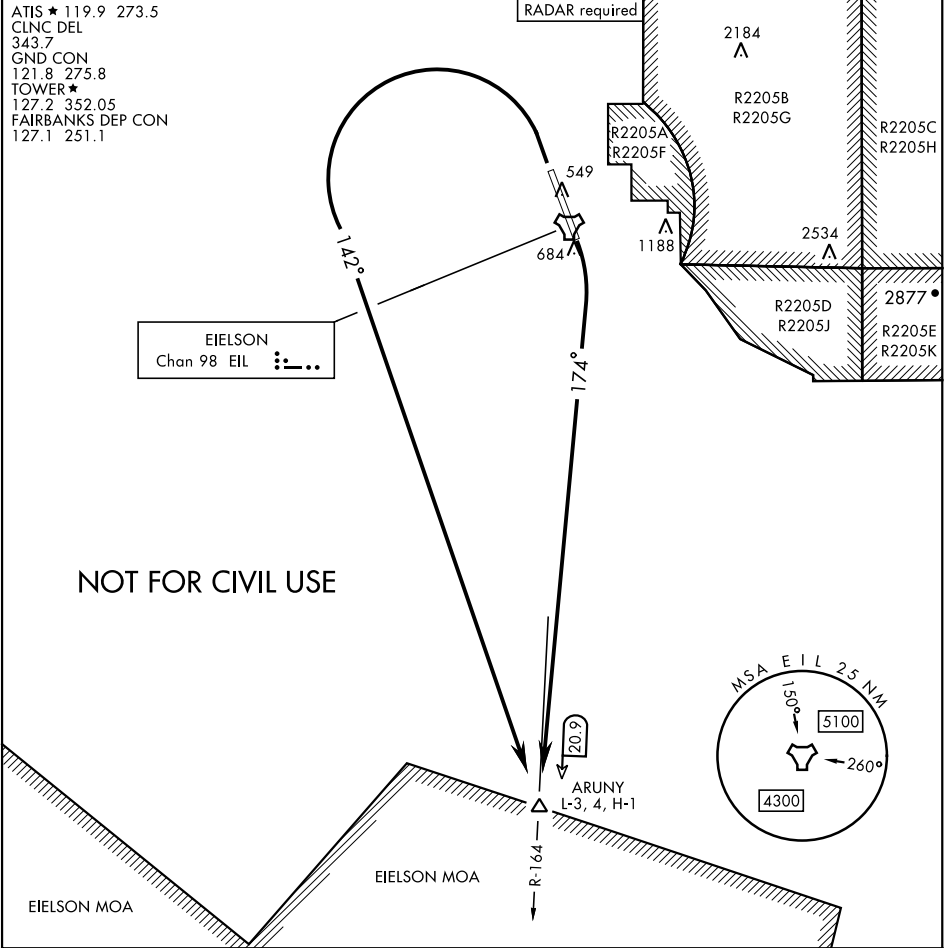 ATIS ★ 119.9 273.5
CLNC DEL
343.7
GND CON
121.8 275.8
TOWER ★
127.2 352.05
FAIRBANKS DEP CON
127.1 251.1
RADAR required
2184
R2205B
R2205G
R2205A
R2205F
R2205C
R2205H
549
684
1188
2534
142°
R2205D
R2205J
2877
R2205E
R2205K
EIELSON
Chan 98 EIL
174°
NOT FOR CIVIL USE
MSA EIL 25 NM
150°
5100
260°
4300
20.9
ARUNY
L-3, 4, H-1
R-164
EIELSON MOA
EIELSON MOA